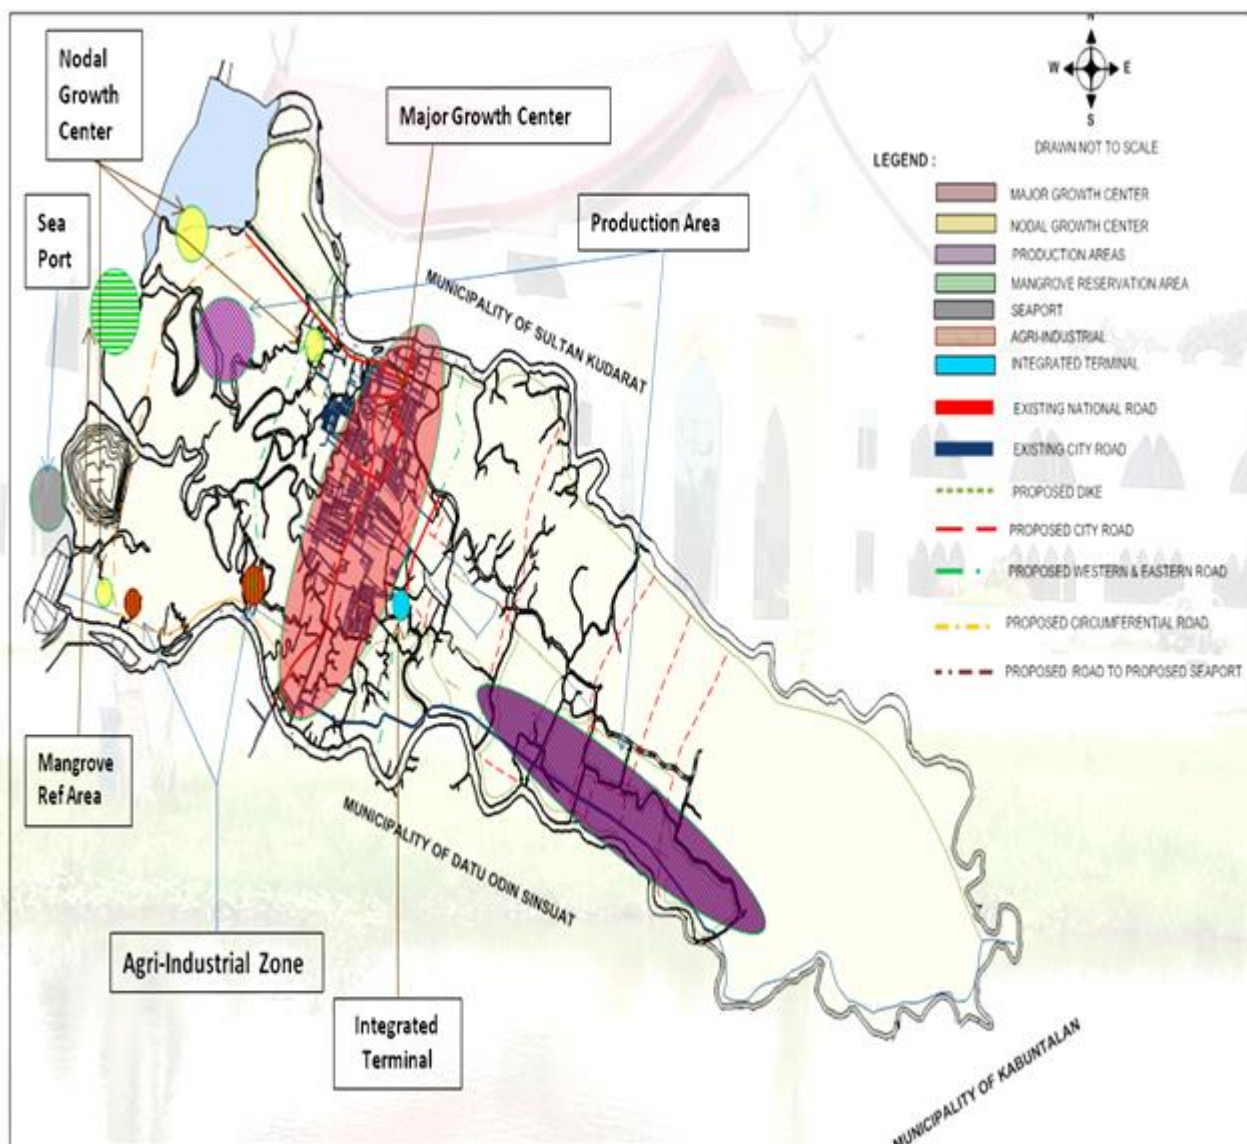 Nodal
Growth
Center
Major Growth Center
Sea
Port
Production Area
N
W
E
S
DRAWN NOT TO SCALE
LEGEND :
MAJOR GROWTH CENTER
NODAL GROWTH CENTER
PRODUCTION AREAS
MANGROVE RESERVATION AREA
SEAPORT
AGRI-INDUSTRIAL
INTEGRATED TERMINAL
EXISTING NATIONAL ROAD
EXISTING CITY ROAD
PROPOSED DIKE
PROPOSED CITY ROAD
PROPOSED WESTERN & EASTERN ROAD
PROPOSED CIRCUMFERENTIAL ROAD
PROPOSED ROAD TO PROPOSED SEAPORT
MUNICIPALITY OF SULTAN KUDARAT
Mangrove
Ref Area
MUNICIPALITY OF DATU ODIN SINSUAT
Agri-Industrial Zone
Integrated
Terminal
MUNICIPALITY OF KABUNTALAN